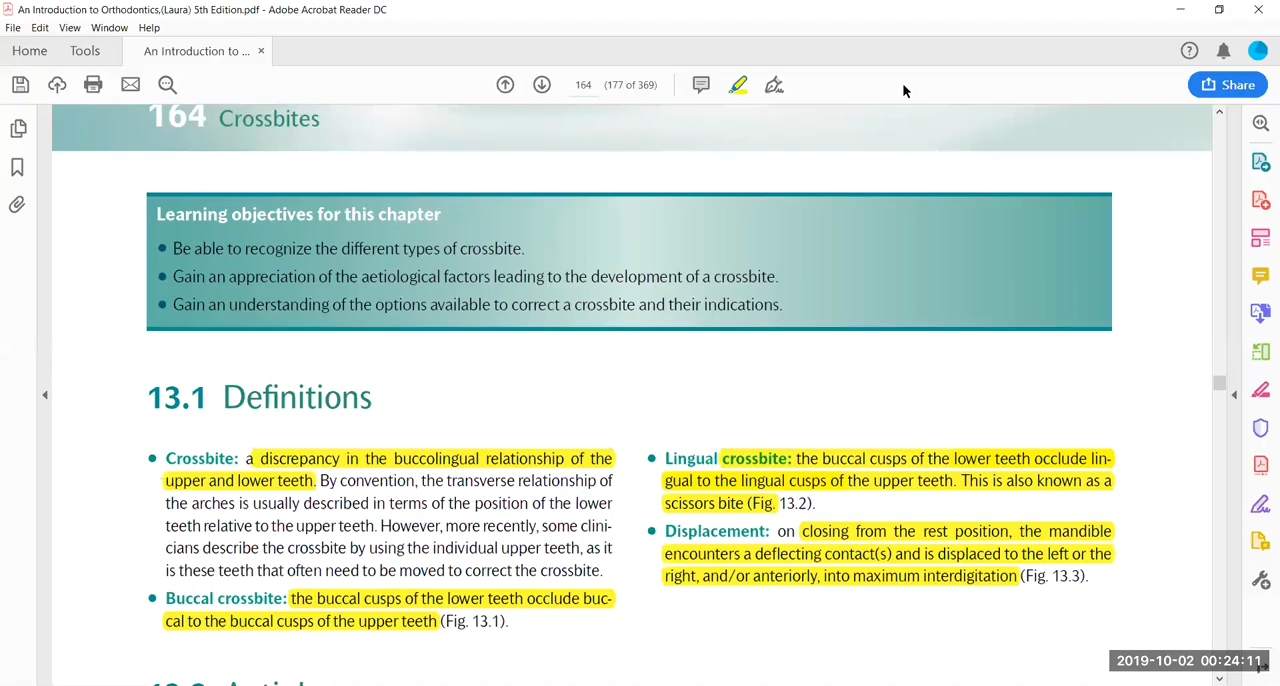 An Introduction to Orthodontics,(Laura) 5th Edition.pdf - Adobe Acrobat Reader DC
File Edit View Window Help
Home Tools An Introduction to ... ×
164 (177 of 369) Share
164 Crossbites
Learning objectives for this chapter
● Be able to recognize the different types of crossbite.
● Gain an appreciation of the aetiological factors leading to the development of a crossbite.
● Gain an understanding of the options available to correct a crossbite and their indications.
13.1 Definitions
● Crossbite: a discrepancy in the buccolingual relationship of the
upper and lower teeth. By convention, the transverse relationship of
the arches is usually described in terms of the position of the lower
teeth relative to the upper teeth. However, more recently, some clini-
cians describe the crossbite by using the individual upper teeth, as it
is these teeth that often need to be moved to correct the crossbite.
● Buccal crossbite: the buccal cusps of the lower teeth occlude buc-
cal to the buccal cusps of the upper teeth (Fig. 13.1).
● Lingual crossbite: the buccal cusps of the lower teeth occlude lin-
gual to the lingual cusps of the upper teeth. This is also known as a
scissors bite (Fig. 13.2).
● Displacement: on closing from the rest position, the mandible
encounters a deflecting contact(s) and is displaced to the left or the
right, and/or anteriorly, into maximum interdigitation (Fig. 13.3).
2019-10-02 00:24:11